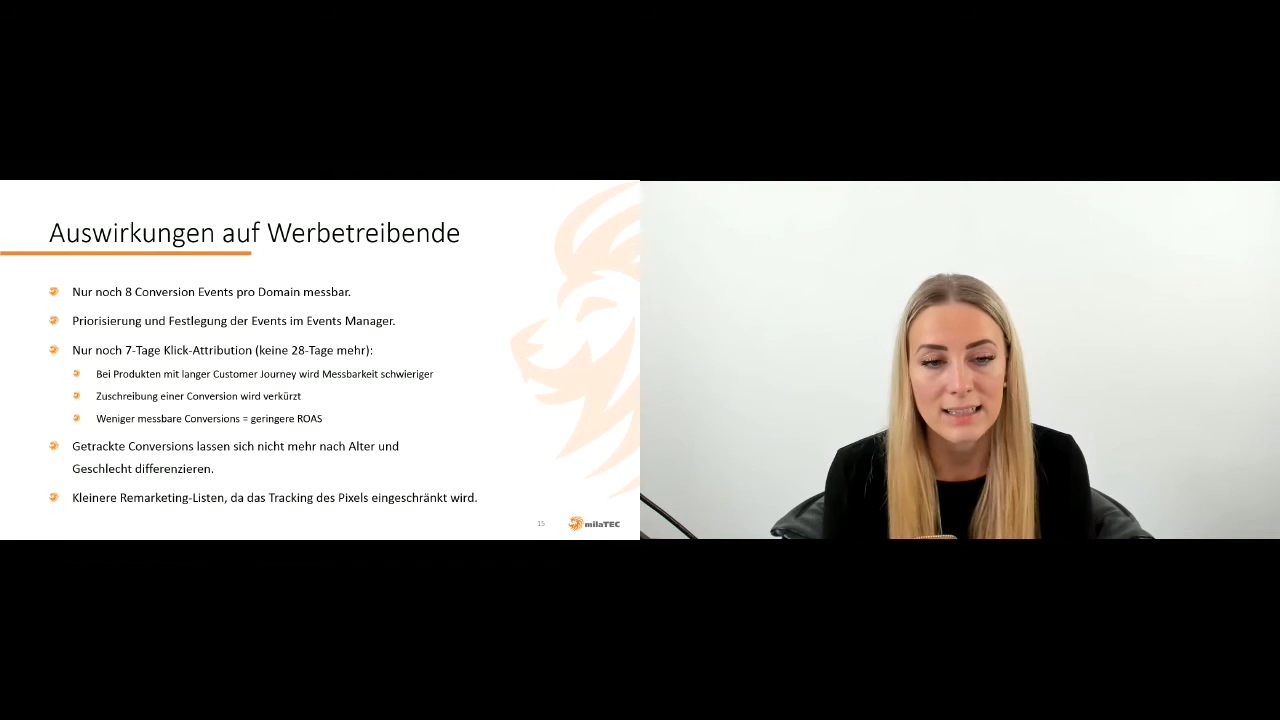 Auswirkungen auf Werbetreibende
Nur noch 8 Conversion Events pro Domain messbar.
Priorisierung und Festlegung der Events im Events Manager.
Nur noch 7-Tage Klick-Attribution (keine 28-Tage mehr):
Bei Produkten mit langer Customer Journey wird Messbarkeit schwieriger
Zuschreibung einer Conversion wird verkürzt
Weniger messbare Conversions = geringere ROAS
Getrackte Conversions lassen sich nicht mehr nach Alter und
Geschlecht differenzieren.
Kleinere Remarketing-Listen, da das Tracking des Pixels eingeschränkt wird.
15
milaTEC